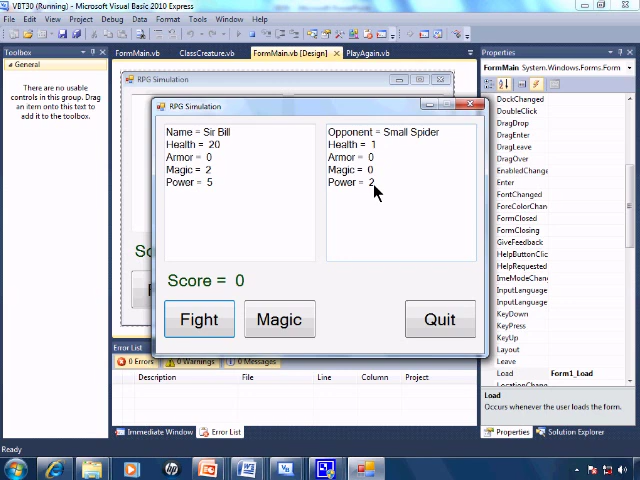 VBT30 (Running) - Microsoft Visual Basic 2010 Express
File Edit View Project Debug Data Format Tools Window Help
Toolbox
General
There are no usable
controls in this group. Drag
an item onto this text to
add it to the toolbox.
FormMain.vb ClassCreature.vb FormMain.vb [Design] PlayAgain.vb
RPG Simulation
RPG Simulation
Name = Sir Bill
Health = 20
Armor = 0
Magic = 2
Power = 5
Opponent = Small Spider
Health = 1
Armor = 0
Magic = 0
Power = 2
Score = 0
Fight Magic Quit
Error List
0 Errors 0 Warnings 0 Messages
Description File Line Column Project
Immediate Window Error List
Properties
FormMain System.Windows.Forms.Form
DockChanged
DoubleClick
DragDrop
DragEnter
DragLeave
DragOver
EnabledChanged
Enter
FontChanged
ForeColorChan
FormClosed
FormClosing
GiveFeedback
HelpButtonClic
HelpRequested
ImeModeChang
InputLanguage
InputLanguage
KeyDown
KeyPress
KeyUp
Layout
Leave
Load Form1_Load
LocationChang
Load
Occurs whenever the user loads the form.
Properties Solution Explorer
Ready